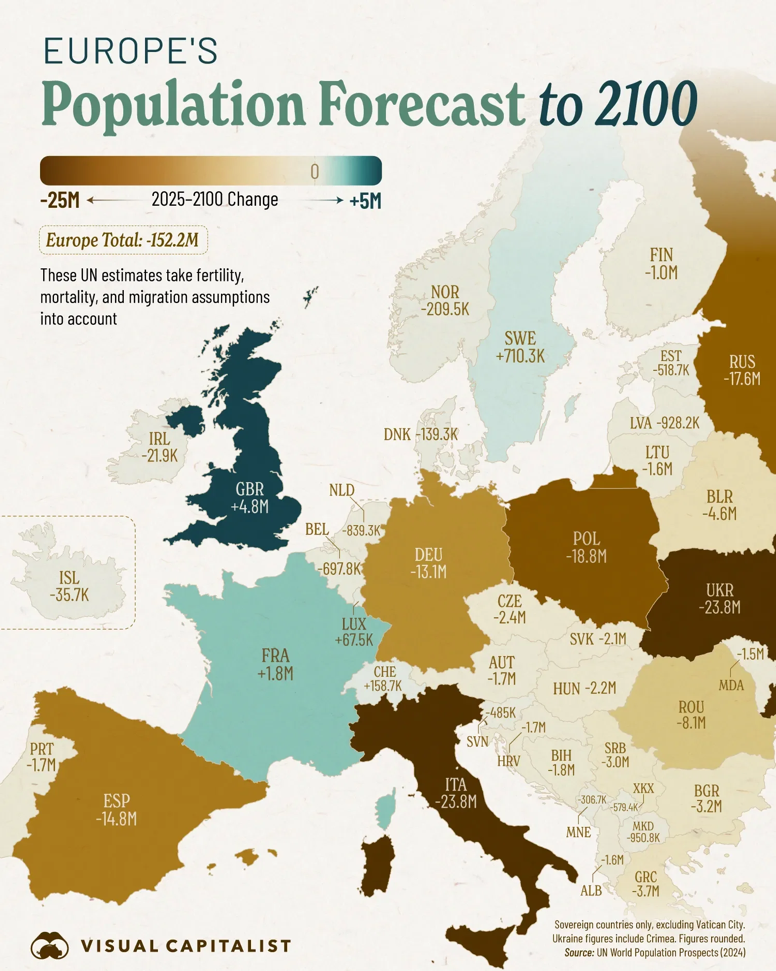 EUROPE'S
Population Forecast to 2100
0
-25M
2025–2100 Change
+5M
Europe Total: -152.2M
These UN estimates take fertility,
mortality, and migration assumptions
into account
FIN
-1.0M
NOR
-209.5K
SWE
+710.3K
EST
-518.7K
RUS
-17.6M
LVA -928.2K
DNK -139.3K
IRL
-21.9K
LTU
-1.6M
GBR
+4.8M
NLD
-839.3K
BLR
-4.6M
BEL
-697.8K
DEU
-13.1M
POL
-18.8M
ISL
-35.7K
UKR
-23.8M
CZE
-2.4M
LUX
+67.5K
SVK -2.1M
FRA
+1.8M
CHE
+158.7K
AUT
-1.7M
-1.5M
MDA
HUN -2.2M
ROU
-8.1M
-485K
SVN
-1.7M
HRV
PRT
-1.7M
BIH
-1.8M
SRB
-3.0M
ESP
-14.8M
ITA
-23.8M
XKX
-579.4K
BGR
-3.2M
-306.7K
MNE
MKD
-950.8K
-1.6M
ALB
GRC
-3.7M
VISUAL CAPITALIST
Sovereign countries only, excluding Vatican City.
Ukraine figures include Crimea. Figures rounded.
Source: UN World Population Prospects (2024)